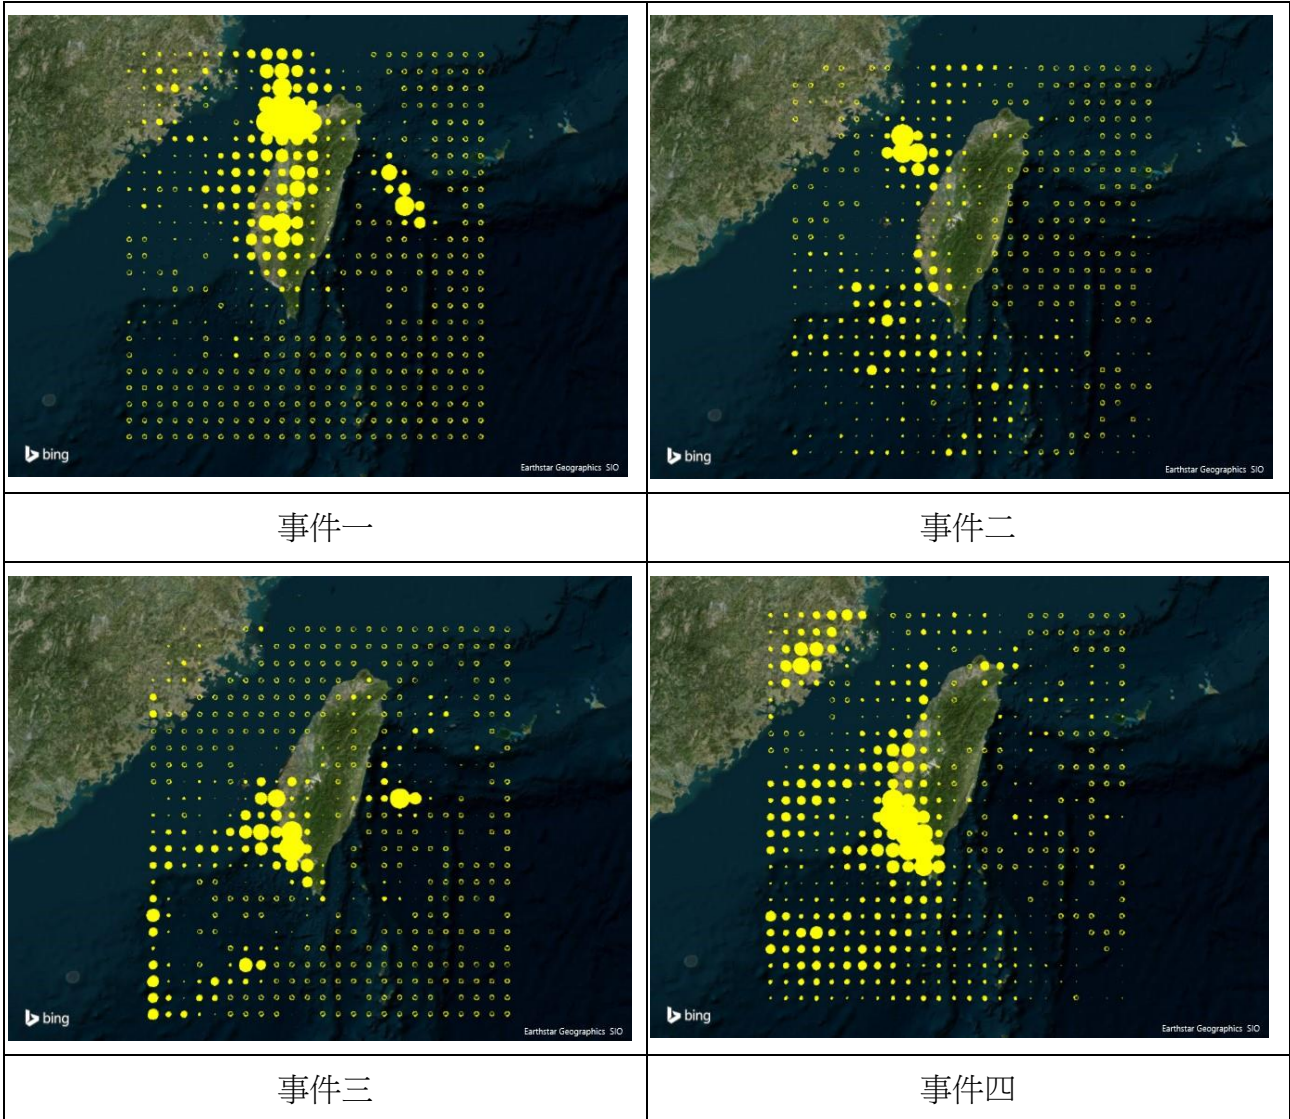 bing
Earthstar Geographics SIO
bing
Earthstar Geographics SIO
事件一
事件二
bing
Earthstar Geographics SIO
bing
Earthstar Geographics SIO
事件三
事件四